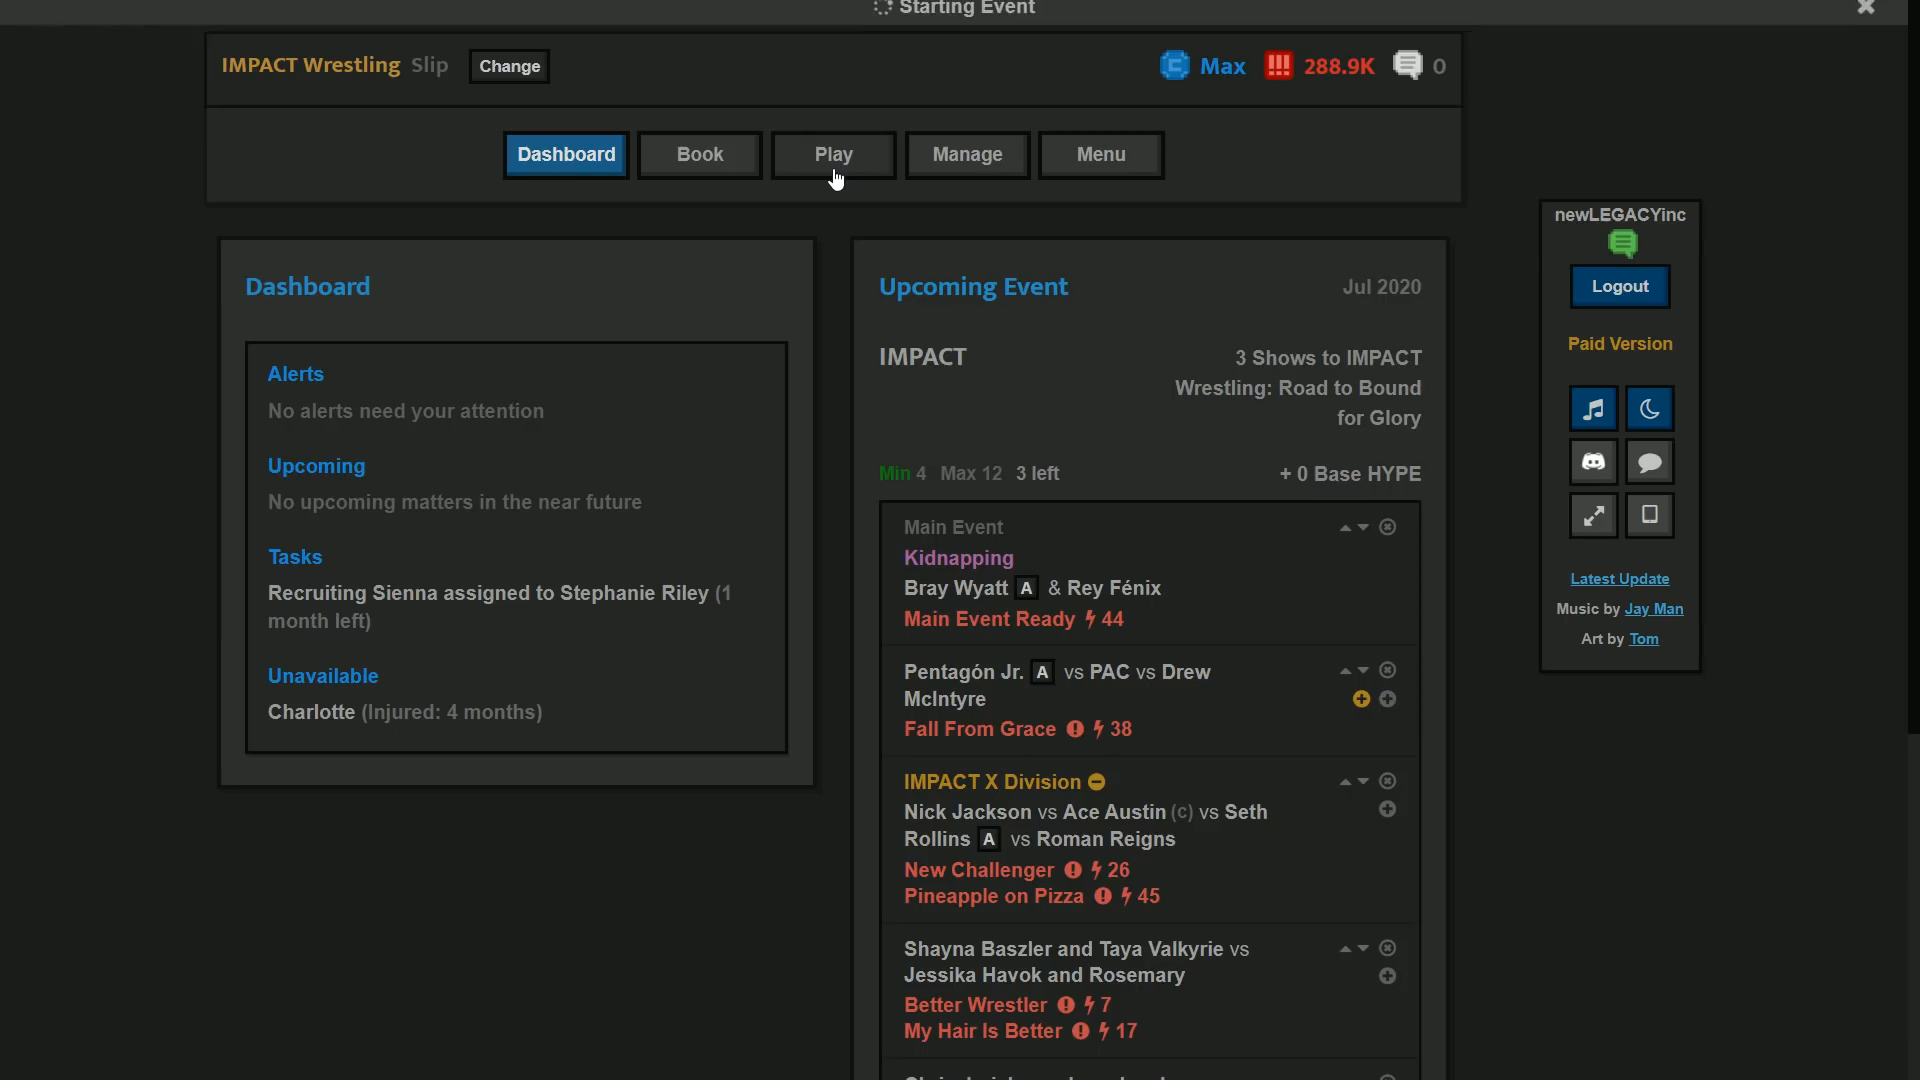 Starting Event
IMPACT Wrestling Slip Change
Max 288.9K 0
Dashboard Book Play Manage Menu
Dashboard
Alerts
No alerts need your attention
Upcoming
No upcoming matters in the near future
Tasks
Recruiting Sienna assigned to Stephanie Riley (1
month left)
Unavailable
Charlotte (Injured: 4 months)
Upcoming Event Jul 2020
IMPACT
3 Shows to IMPACT
Wrestling: Road to Bound
for Glory
Min 4 Max 12 3 left + 0 Base HYPE
Main Event
Kidnapping
Bray Wyatt A & Rey Fénix
Main Event Ready 44
Pentagón Jr. A vs PAC vs Drew
McIntyre
Fall From Grace 38
IMPACT X Division
Nick Jackson vs Ace Austin (c) vs Seth
Rollins A vs Roman Reigns
New Challenger 26
Pineapple on Pizza 45
Shayna Baszler and Taya Valkyrie vs
Jessika Havok and Rosemary
Better Wrestler 7
My Hair Is Better 17
newLEGACYinc
Logout
Paid Version
Latest Update
Music by Jay Man
Art by Tom